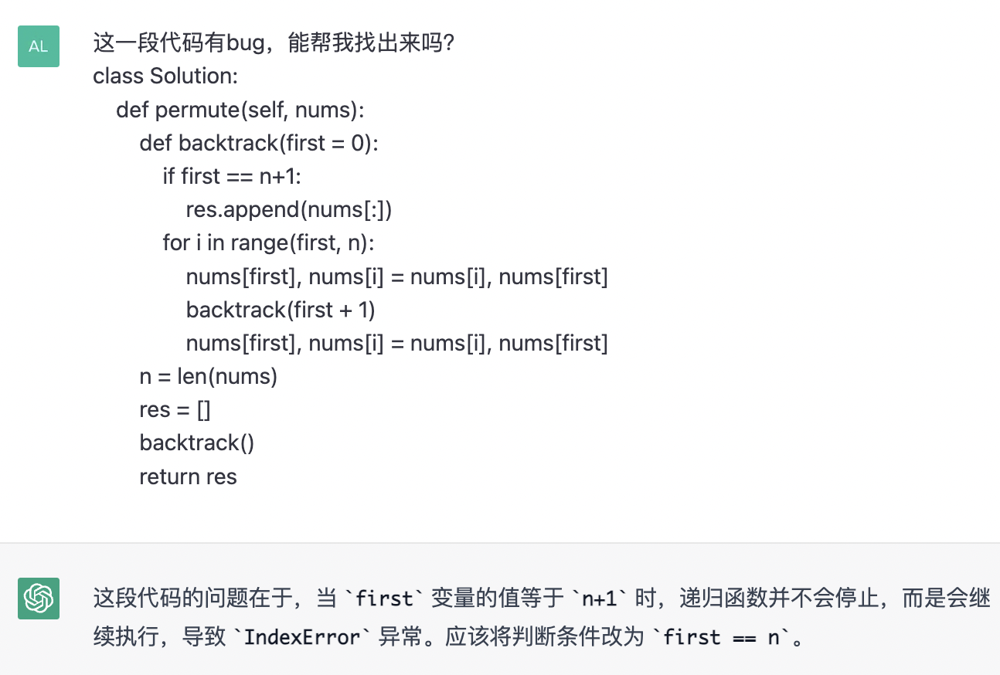 AL
这一段代码有bug，能帮我找出来吗?
class Solution:
def permute(self, nums):
def backtrack(first = 0):
if first == n+1:
res.append(nums[:])
for i in range(first, n):
nums[first], nums[i] = nums[i], nums[first]
backtrack(first + 1)
nums[first], nums[i] = nums[i], nums[first]
n = len(nums)
res = []
backtrack()
return res
这段代码的问题在于，当 `first` 变量的值等于 `n+1` 时，递归函数并不会停止，而是会继
续执行，导致 `IndexError` 异常。应该将判断条件改为 `first == n`。